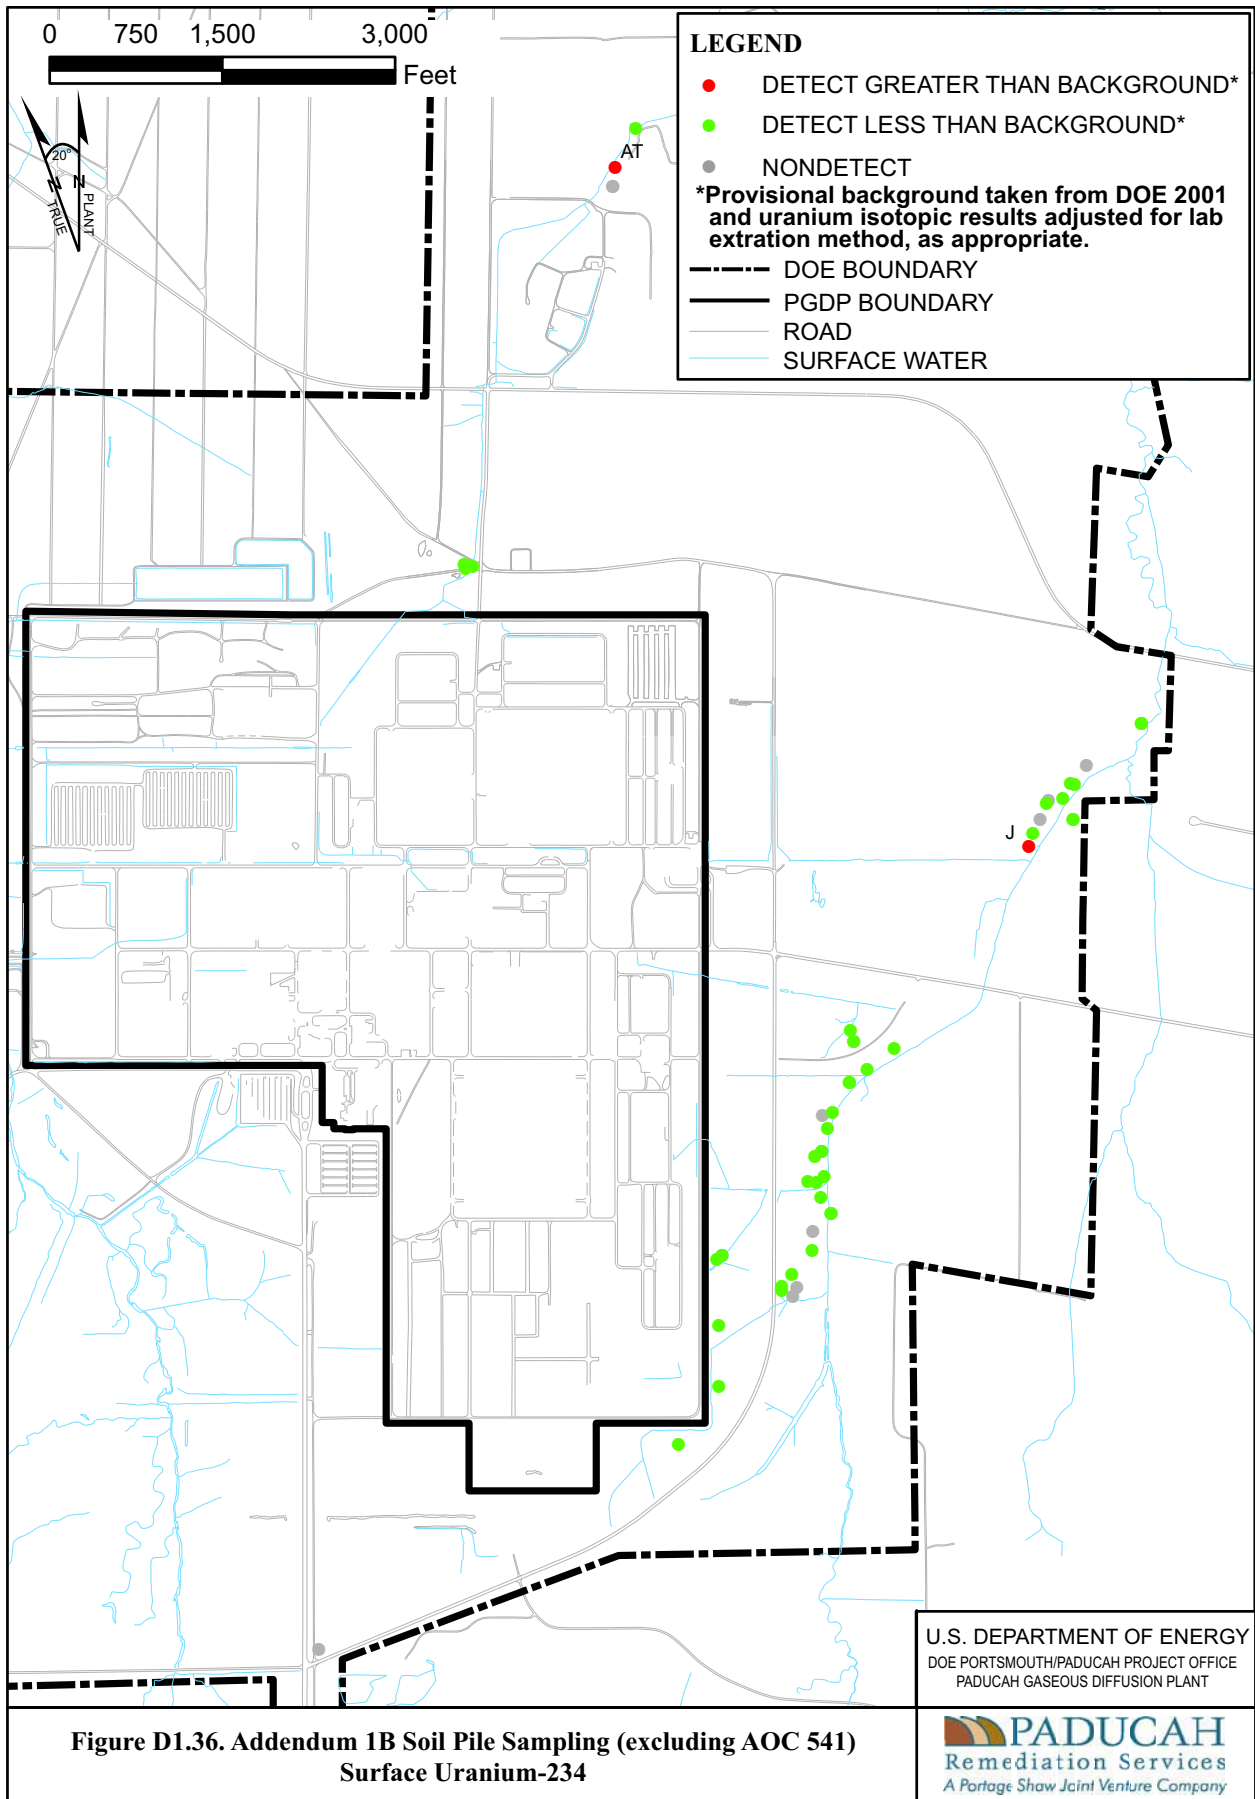 0 750 1,500 3,000
Feet
20°
N
TRUE
N
PLANT
LEGEND
DETECT GREATER THAN BACKGROUND*
DETECT LESS THAN BACKGROUND*
NONDETECT
*Provisional background taken from DOE 2001
and uranium isotopic results adjusted for lab
extration method, as appropriate.
DOE BOUNDARY
PGDP BOUNDARY
ROAD
SURFACE WATER
AT
J
U.S. DEPARTMENT OF ENERGY
DOE PORTSMOUTH/PADUCAH PROJECT OFFICE
PADUCAH GASEOUS DIFFUSION PLANT
Figure D1.36. Addendum 1B Soil Pile Sampling (excluding AOC 541)
Surface Uranium-234
PADUCAH
Remediation Services
A Portage Shaw Joint Venture Company